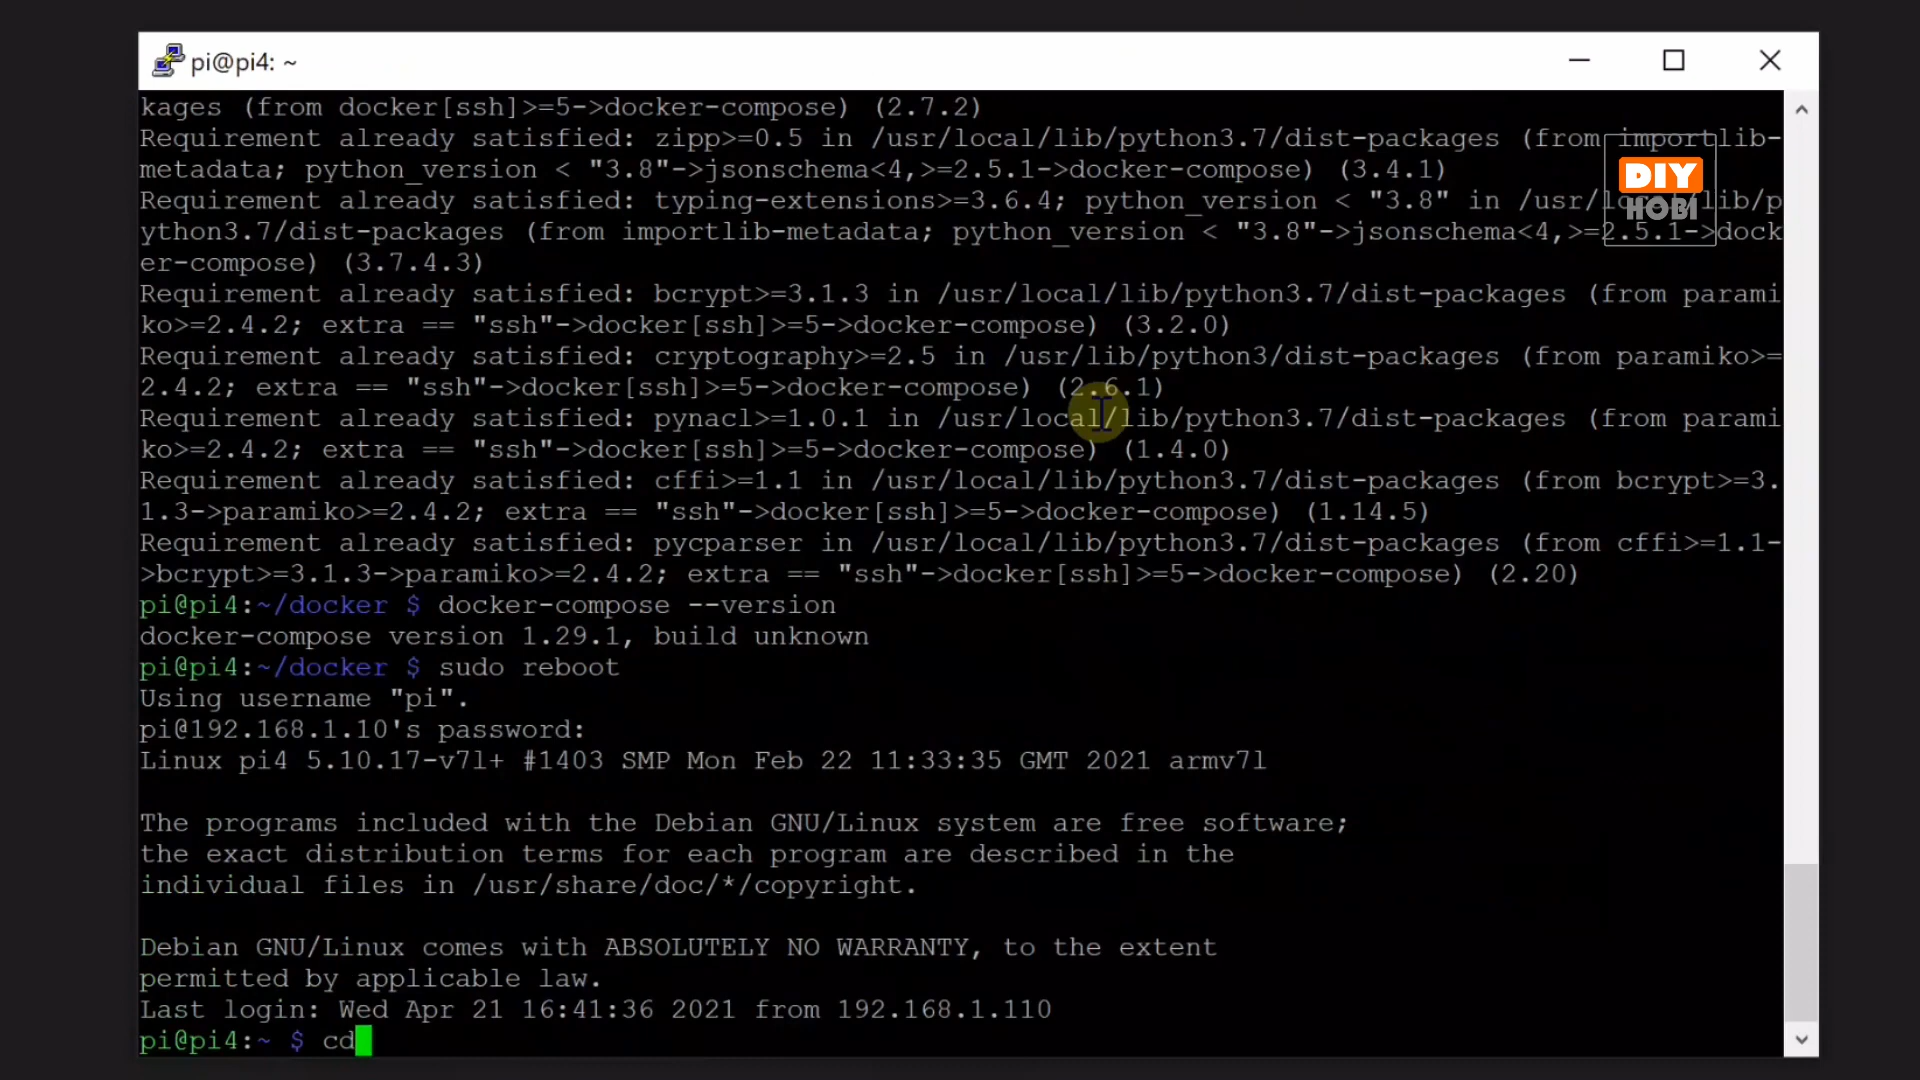 pi@pi4: ~
kages (from docker[ssh]>=5->docker-compose) (2.7.2)
Requirement already satisfied: zipp>=0.5 in /usr/local/lib/python3.7/dist-packages (from importlib-
metadata; python_version < "3.8"->jsonschema<4,>=2.5.1->docker-compose) (3.4.1)
DIY
HOBI
Requirement already satisfied: typing-extensions>=3.6.4; python_version < "3.8" in /usr/local/lib/p
ython3.7/dist-packages (from importlib-metadata; python_version < "3.8"->jsonschema<4,>=2.5.1->dock
er-compose) (3.7.4.3)
Requirement already satisfied: bcrypt>=3.1.3 in /usr/local/lib/python3.7/dist-packages (from parami
ko>=2.4.2; extra == "ssh"->docker[ssh]>=5->docker-compose) (3.2.0)
Requirement already satisfied: cryptography>=2.5 in /usr/lib/python3/dist-packages (from paramiko>=
2.4.2; extra == "ssh"->docker[ssh]>=5->docker-compose) (2.6.1)
Requirement already satisfied: pynacl>=1.0.1 in /usr/local/lib/python3.7/dist-packages (from parami
ko>=2.4.2; extra == "ssh"->docker[ssh]>=5->docker-compose) (1.4.0)
Requirement already satisfied: cffi>=1.1 in /usr/local/lib/python3.7/dist-packages (from bcrypt>=3.
1.3->paramiko>=2.4.2; extra == "ssh"->docker[ssh]>=5->docker-compose) (1.14.5)
Requirement already satisfied: pycparser in /usr/local/lib/python3.7/dist-packages (from cffi>=1.1-
>bcrypt>=3.1.3->paramiko>=2.4.2; extra == "ssh"->docker[ssh]>=5->docker-compose) (2.20)
pi@pi4:~/docker $ docker-compose --version
docker-compose version 1.29.1, build unknown
pi@pi4:~/docker $ sudo reboot
Using username "pi".
pi@192.168.1.10's password:
Linux pi4 5.10.17-v7l+ #1403 SMP Mon Feb 22 11:33:35 GMT 2021 armv7l
The programs included with the Debian GNU/Linux system are free software;
the exact distribution terms for each program are described in the
individual files in /usr/share/doc/*/copyright.
Debian GNU/Linux comes with ABSOLUTELY NO WARRANTY, to the extent
permitted by applicable law.
Last login: Wed Apr 21 16:41:36 2021 from 192.168.1.110
pi@pi4:~ $ cd